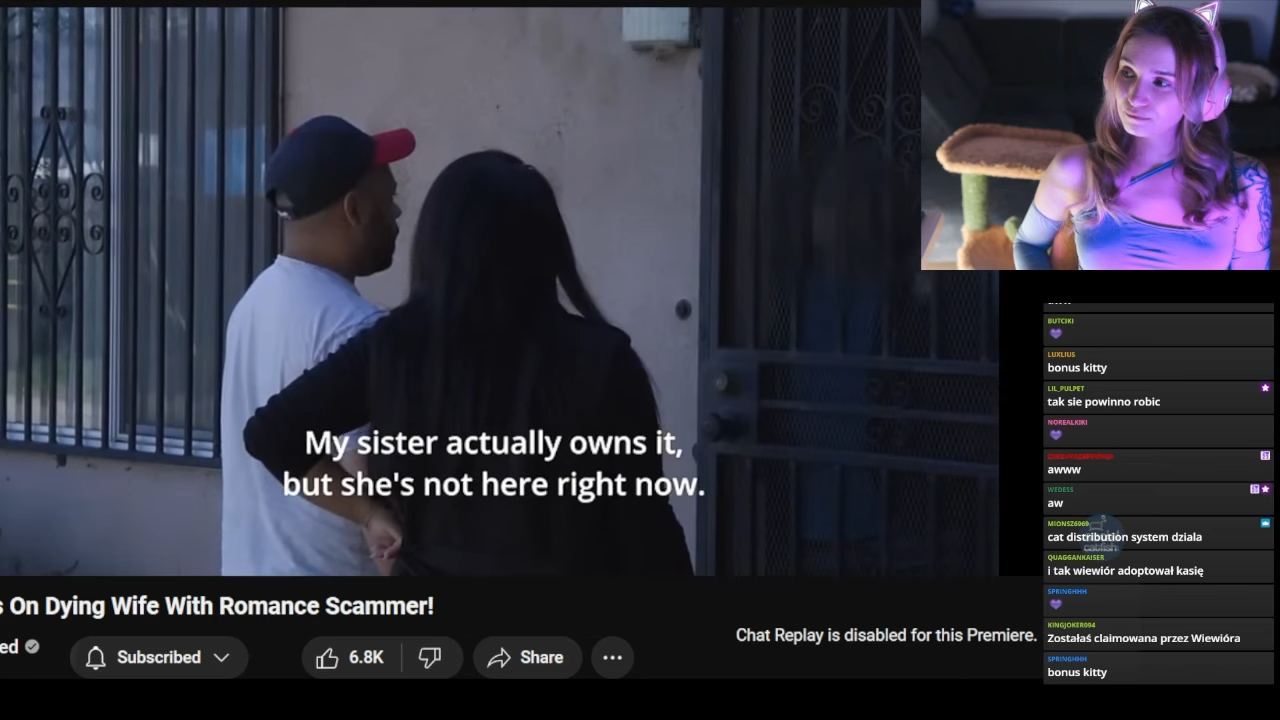 My sister actually owns it,
but she's not here right now.
s On Dying Wife With Romance Scammer!
ed
Subscribed
6.8K
Share
Chat Replay is disabled for this Premiere.
BUTCIKI
LUXLIUS
bonus kitty
LIL_PULPET
tak sie powinno robic
NOREALKIKI
awww
WEDESS
aw
MIONSZ6969
cat distribution system dziala
QUAGGANKAISER
i tak wiewiór adoptował kasię
SPRINGHHH
KINGJOKER094
Zostałaś claimowana przez Wiewióra
SPRINGHHH
bonus kitty